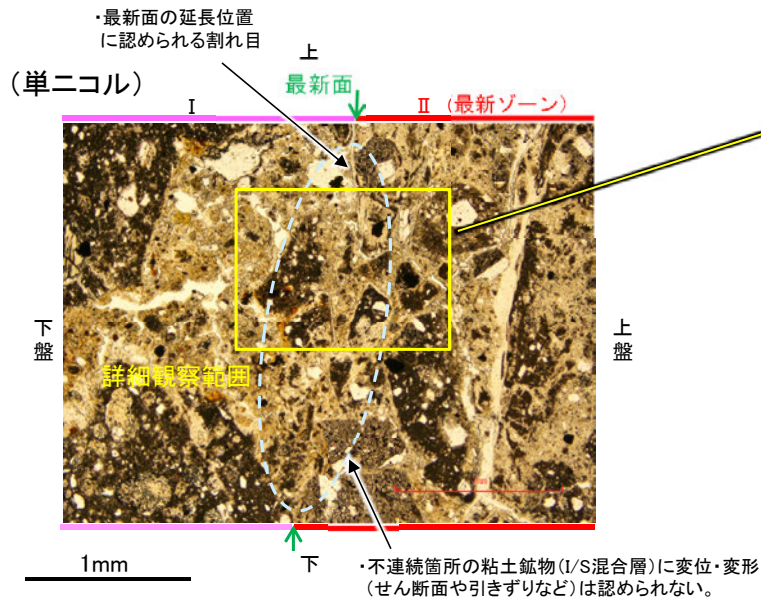 ・最新面の延長位置
に認められる割れ目
上
(単ニコル)
最新面
Ⅰ
Ⅱ (最新ゾーン)
下
盤
上
盤
詳細観察範囲
下
1mm
・不連続箇所の粘土鉱物(I/S混合層)に変位・変形
(せん断面や引きずりなど)は認められない。